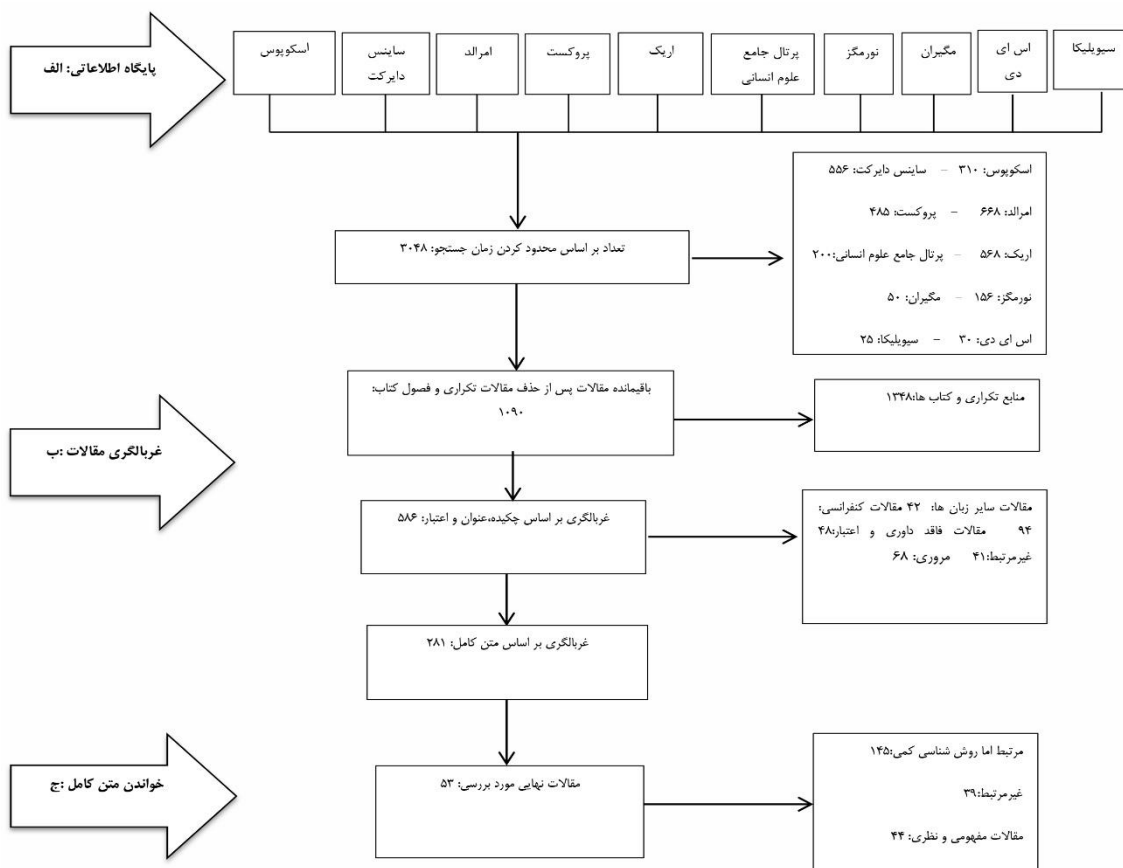 پایگاه اطلاعاتی: الف
سیویلیکا
اس ای
دی
مگیران
نورمگز
پرتال جامع
علوم انسانی
اریک
پروکست
امرالد
ساینس
دایرکت
اسکوپوس
اسکوپوس: ۳۱۰ – ساینس دایرکت: ۵۵۶
امرالد: ۶۶۸ – پروکست: ۴۸۵
اریک: ۵۶۸ – پرتال جامع علوم انسانی:۲۰۰
نورمگز: ۱۵۶ – مگیران: ۵۰
اس ای دی: ۳۰ – سیویلیکا: ۲۵
تعداد بر اساس محدود کردن زمان جستجو: ۳۰۴۸
باقیمانده مقالات پس از حذف مقالات تکراری و فصول کتاب:
۱۰۹۰
منابع تکراری و کتاب ها:۱۳۴۸
غربالگری مقالات :ب
غربالگری بر اساس چکیده،عنوان و اعتبار: ۵۸۶
مقالات سایر زبان ها: ۴۲ مقالات کنفرانسی:
۹۴ مقالات فاقد داوری و اعتبار:۴۸
غیرمرتبط:۴۱ مروری: ۶۸
غربالگری بر اساس متن کامل: ۲۸۱
خواندن متن کامل :ج
مقالات نهایی مورد بررسی: ۵۳
مرتبط اما روش شناسی کمی:۱۴۵
غیرمرتبط:۳۹
مقالات مفهومی و نظری: ۴۴